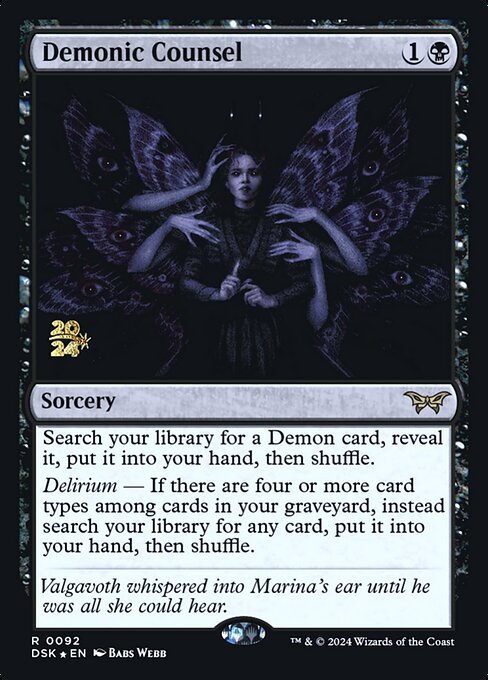 Demonic Counsel 1
2024
Sorcery
Search your library for a Demon card, reveal
it, put it into your hand, then shuffle.
Delirium — If there are four or more card
types among cards in your graveyard, instead
search your library for any card, put it into
your hand, then shuffle.
Valgavoth whispered into Marina's ear until he
was all she could hear.
R 0092
DSK ★ EN Babs Webb
™ & © 2024 Wizards of the Coast